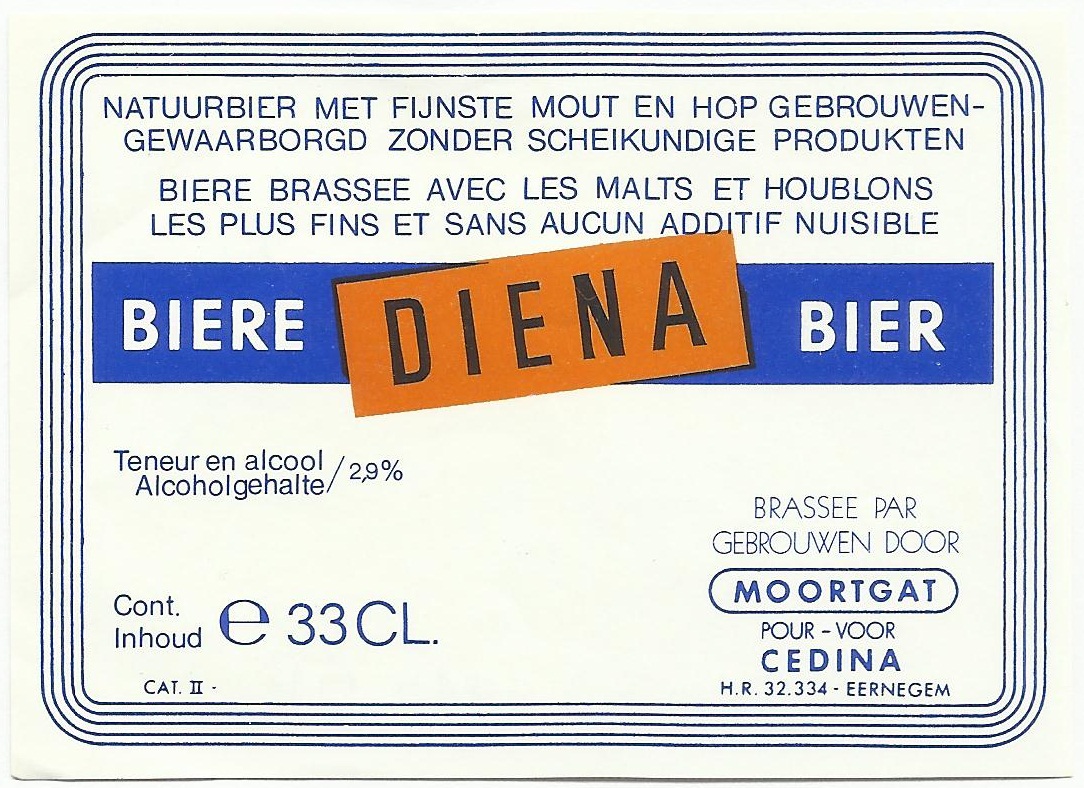 NATUURBIER MET FIJNSTE MOUT EN HOP GEBROUWEN-
GEWAARBORGD ZONDER SCHEIKUNDIGE PRODUKTEN
BIERE BRASSEE AVEC LES MALTS ET HOUBLONS
LES PLUS FINS ET SANS AUCUN ADDITIF NUISIBLE
BIERE DIENA BIER
Teneur en alcool
Alcoholgehalte / 2,9%
BRASSEE PAR
GEBROUWEN DOOR
MOORTGAT
POUR - VOOR
CEDINA
H.R. 32.334 - EERNEGEM
Cont.
Inhoud ℮ 33 CL.
CAT. II -